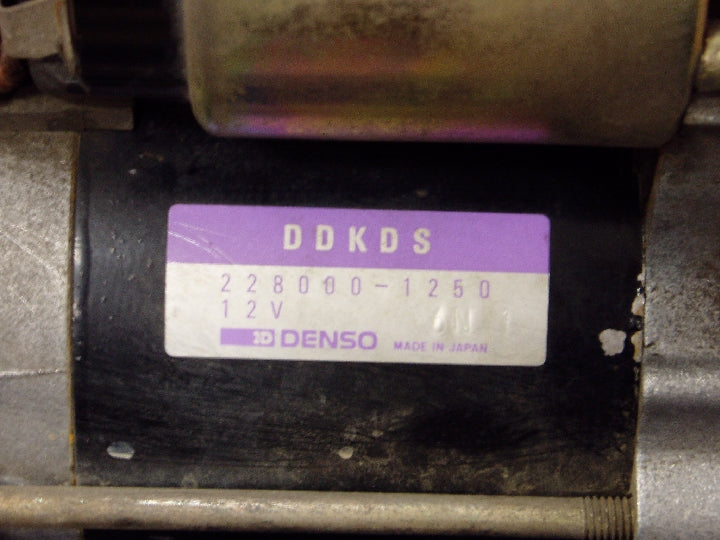 DDKDS
228000-1250
12V
DENSO
MADE IN JAPAN